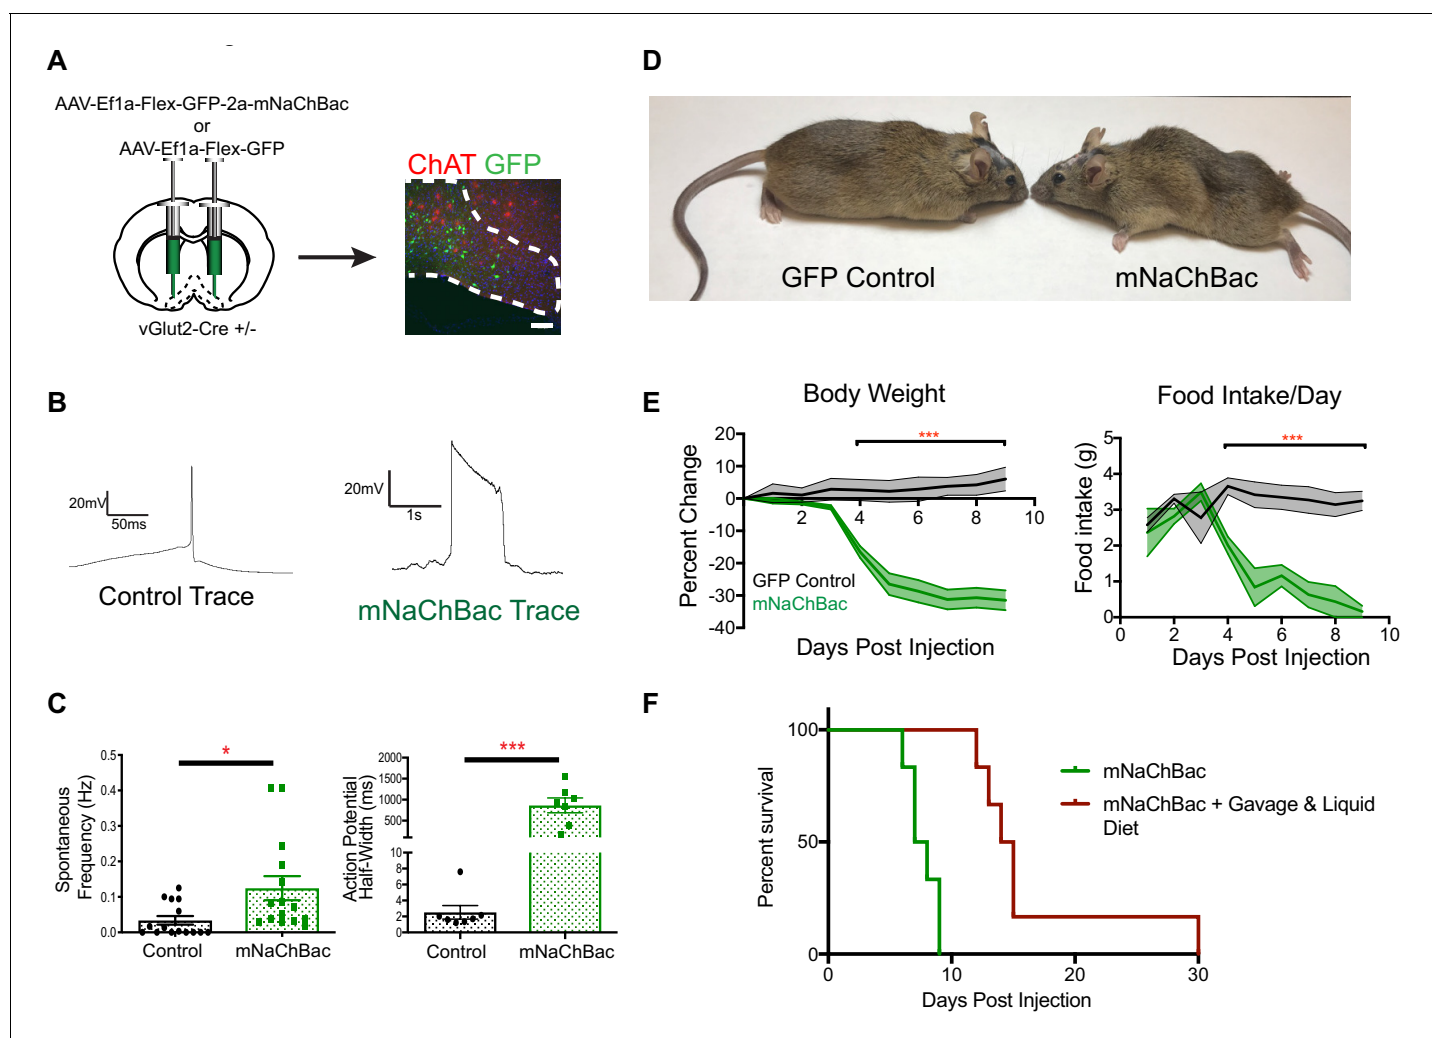 A
AAV-Ef1a-Flex-GFP-2a-mNaChBac
or
AAV-Ef1a-Flex-GFP
vGlut2-Cre +/-
ChAT GFP
B
20mV
50ms
Control Trace
20mV
1s
mNaChBac Trace
C
*
Spontaneous
Frequency (Hz)
0.5
0.4
0.3
0.2
0.1
0.0
Control
mNaChBac
***
Action Potential
Half-Width (ms)
2000
1500
1000
500
10
8
6
4
2
0
Control
mNaChBac
D
GFP Control
mNaChBac
E
Body Weight
***
Percent Change
20
10
0
-10
-20
-30
-40
2
4
6
8
10
GFP Control
mNaChBac
Days Post Injection
Food Intake/Day
***
Food intake (g)
5
4
3
2
1
0
0
2
4
6
8
10
Days Post Injection
F
Percent survival
100
50
0
0
10
20
30
Days Post Injection
mNaChBac
mNaChBac + Gavage & Liquid
Diet